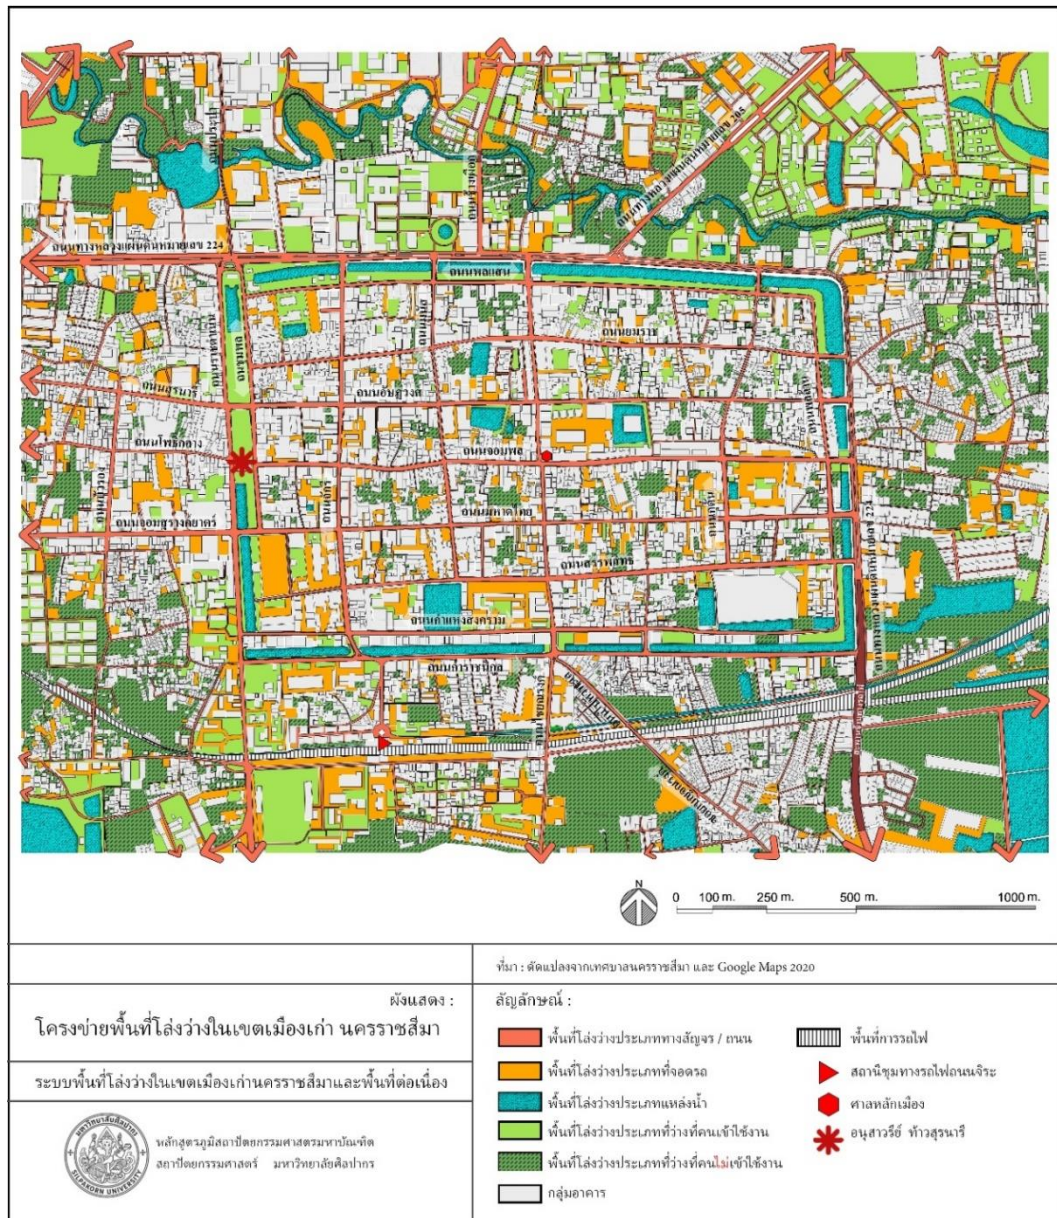 ถนนทางหลวงแผ่นดินหมายเลข 224
ถนนพลแสน
ถนนยมราช
ถนนสุรนารี
ถนนอัษฎางค์
ถนนโพธิ์กลาง
ถนนจอมพล
ถนนจอมสุรางค์ยาตร์
ถนนมหาดไทย
ถนนสรรพสิทธิ์
ถนนกำแหงสงคราม
ถนนกำราชนิกูล
N
0 100 m. 250 m. 500 m. 1000 m.
ที่มา : ดัดแปลงจากเทศบาลนครราชสีมา และ Google Maps 2020
ผังแสดง :
โครงข่ายพื้นที่โล่งว่างในเขตเมืองเก่า นครราชสีมา
ระบบพื้นที่โล่งว่างในเขตเมืองเก่านครราชสีมาและพื้นที่ต่อเนื่อง
มหาวิทยาลัยศิลปากร
SILPAKORN UNIVERSITY
หลักสูตรภูมิสถาปัตยกรรมศาสตรมหาบัณฑิต
สถาปัตยกรรมศาสตร์ มหาวิทยาลัยศิลปากร
สัญลักษณ์ :
พื้นที่โล่งว่างประเภททางสัญจร / ถนน
พื้นที่โล่งว่างประเภทที่จอดรถ
พื้นที่โล่งว่างประเภทแหล่งน้ำ
พื้นที่โล่งว่างประเภทที่ว่างที่คนเข้าใช้งาน
พื้นที่โล่งว่างประเภทที่ว่างที่คนไม่เข้าใช้งาน
กลุ่มอาคาร
พื้นที่การรถไฟ
สถานีชุมทางรถไฟถนนจิระ
ศาลหลักเมือง
อนุสาวรีย์ ท้าวสุรนารี